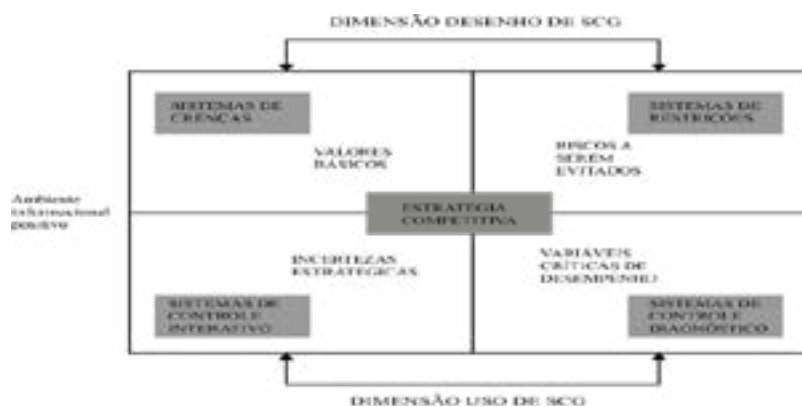 DIMENSÃO DESENHO DE SCG
SISTEMAS DE
CRENÇAS
SISTEMAS DE
RESTRIÇÕES
VALORES
BÁSICOS
RISCOS A
SEREM
EVITADOS
Ambiente
informacional
positivo
ESTRATÉGIA
COMPETITIVA
INCERTEZAS
ESTRATÉGICAS
VARIÁVEIS
CRÍTICAS DE
DESEMPENHO
SISTEMAS DE
CONTROLE
INTERATIVO
SISTEMAS DE
CONTROLE
DIAGNÓSTICO
DIMENSÃO USO DE SCG